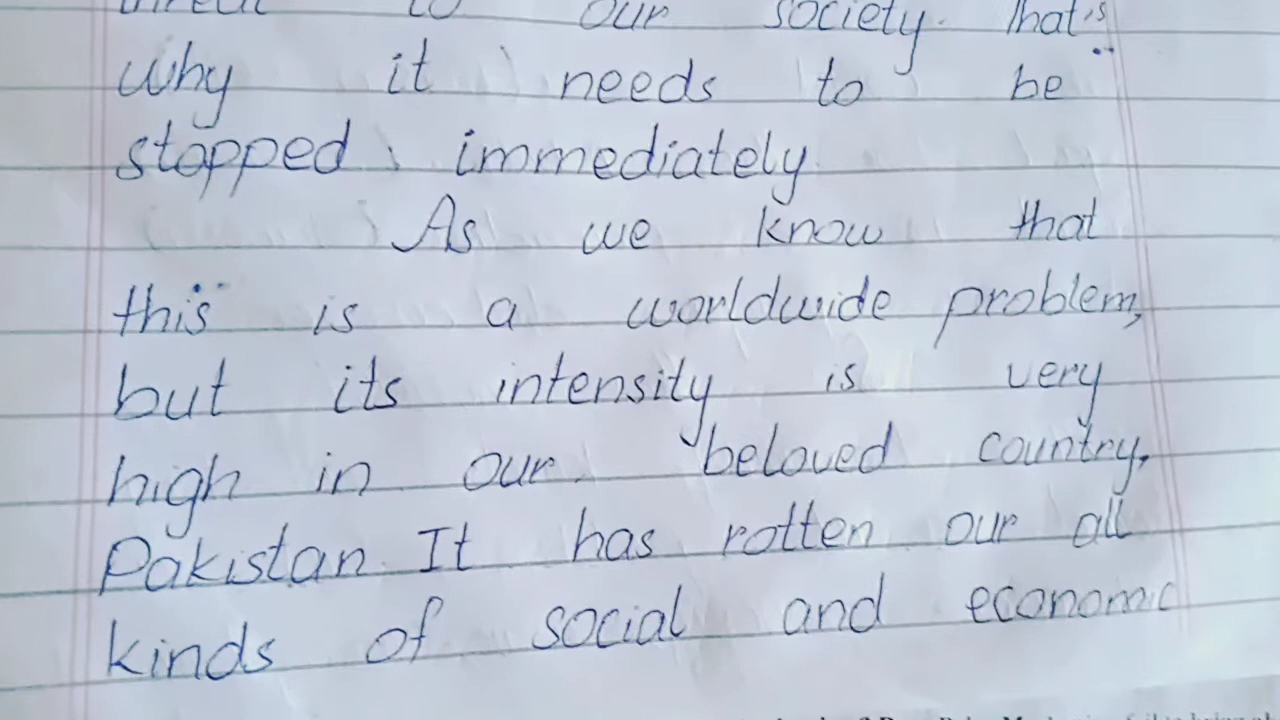 threat to our society. That's
why it needs to be
stopped immediately.
As we know that
this is a worldwide problem,
but its intensity is very
high in our beloved country,
Pakistan. It has rotten our all
kinds of social and economic